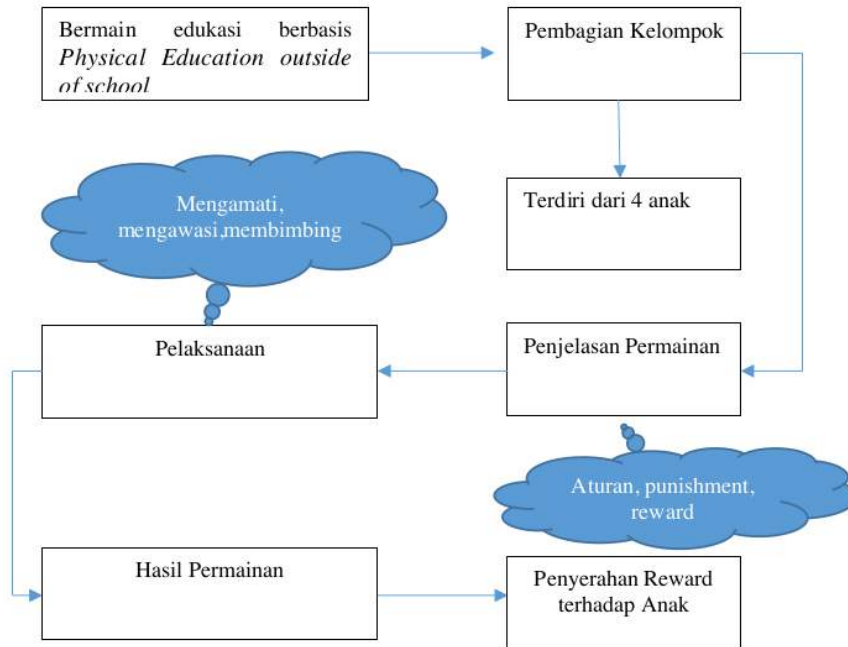 Bermain edukasi berbasis
Physical Education outside
of school
Pembagian Kelompok
Terdiri dari 4 anak
Mengamati,
mengawasi,membimbing
Pelaksanaan
Penjelasan Permainan
Aturan, punishment,
reward
Hasil Permainan
Penyerahan Reward
terhadap Anak